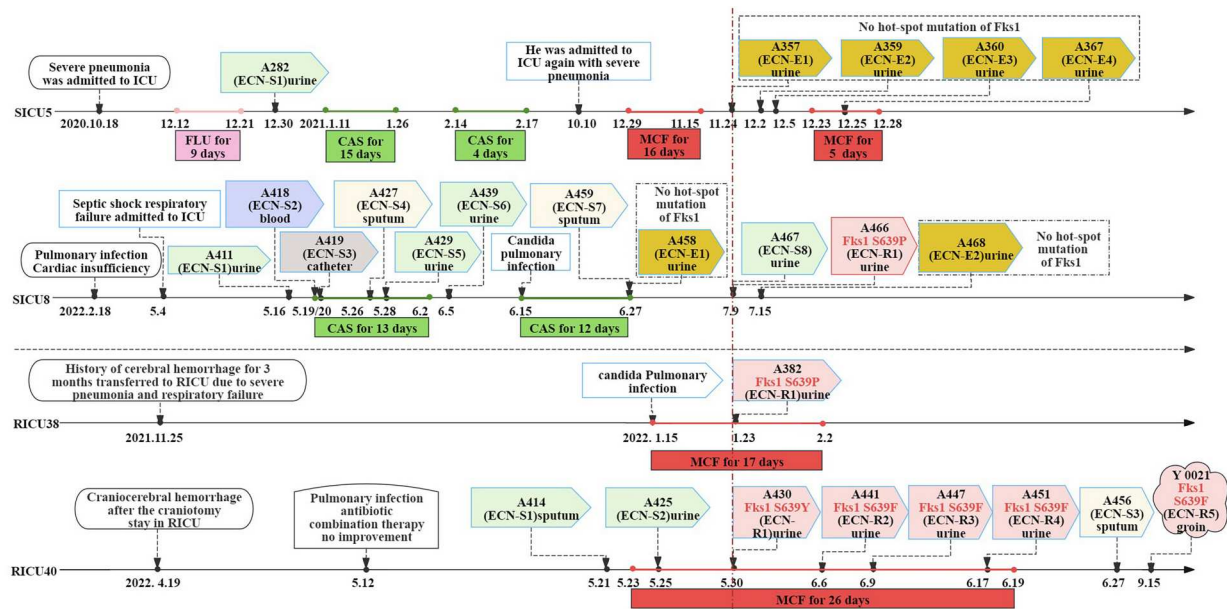 No hot-spot mutation of Fks1
Severe pneumonia
was admitted to ICU
A282
(ECN-S1)urine
He was admitted to
ICU again with severe
pneumonia
A357
(ECN-E1)
urine
A359
(ECN-E2)
urine
A360
(ECN-E3)
urine
A367
(ECN-E4)
urine
SICU5
2020.10.18
12.12
12.21
12.30
2021.1.11
1.26
2.14
2.17
10.10
12.29
11.15
11.24
12.2
12.5
12.23
12.25
12.28
FLU for
9 days
CAS for
15 days
CAS for
4 days
MCF for
16 days
MCF for
5 days
Septic shock respiratory
failure admitted to ICU
Pulmonary infection
Cardiac insufficiency
A411
(ECN-S1)urine
A418
(ECN-S2)
blood
A419
(ECN-S3)
catheter
A427
(ECN-S4)
sputum
A429
(ECN-S5)
urine
A439
(ECN-S6)
urine
Candida
pulmonary
infection
A459
(ECN-S7)
sputum
No hot-spot
mutation
of Fks1
A458
(ECN-E1)
urine
A467
(ECN-S8)
urine
A466
Fks1 S639P
(ECN-R1)
urine
A468
(ECN-E2)urine
No hot-spot
mutation
of Fks1
SICU8
2022.2.18
5.4
5.16
5.19/20
5.26
5.28
6.2
6.5
6.15
6.27
7.9
7.15
CAS for 13 days
CAS for 12 days
History of cerebral hemorrhage for 3
months transferred to RICU due to severe
pneumonia and respiratory failure
candida Pulmonary
infection
A382
Fks1 S639P
(ECN-R1)urine
RICU38
2021.11.25
2022. 1.15
1.23
2.2
MCF for 17 days
Craniocerebral hemorrhage
after the craniotomy
stay in RICU
Pulmonary infection
antibiotic
combination therapy
no improvement
A414
(ECN-S1)sputum
A425
(ECN-S2)urine
A430
Fks1 S639Y
(ECN-
R1)urine
A441
Fks1 S639F
(ECN-R2)
urine
A447
Fks1 S639F
(ECN-R3)
urine
A451
Fks1 S639F
(ECN-R4)
urine
A456
(ECN-S3)
sputum
Y 0021
Fks1
S639F
(ECN-R5)
groin
RICU40
2022. 4.19
5.12
5.21
5.23
5.25
5.30
6.6
6.9
6.17
6.19
6.27
9.15
MCF for 26 days